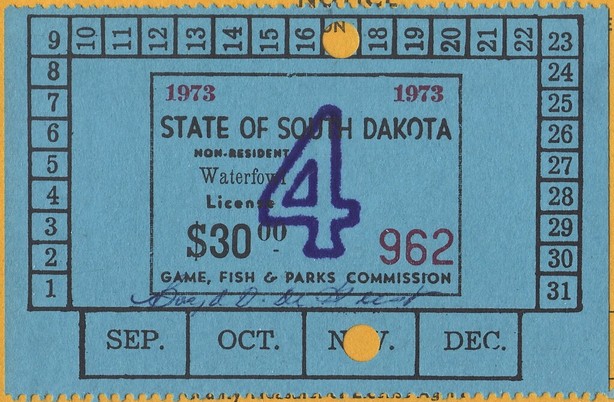 NOTICE
9 10 11 12 13 14 15 16 18 19 20 21 22 23
8 24
7 1973 1973 25
6 STATE OF SOUTH DAKOTA 26
5 NON-RESIDENT 27
4 Waterfowl 28
License
3 $30 00 962 29
2 GAME, FISH & PARKS COMMISSION 30
1 31
4
SEP. OCT. NOV. DEC.